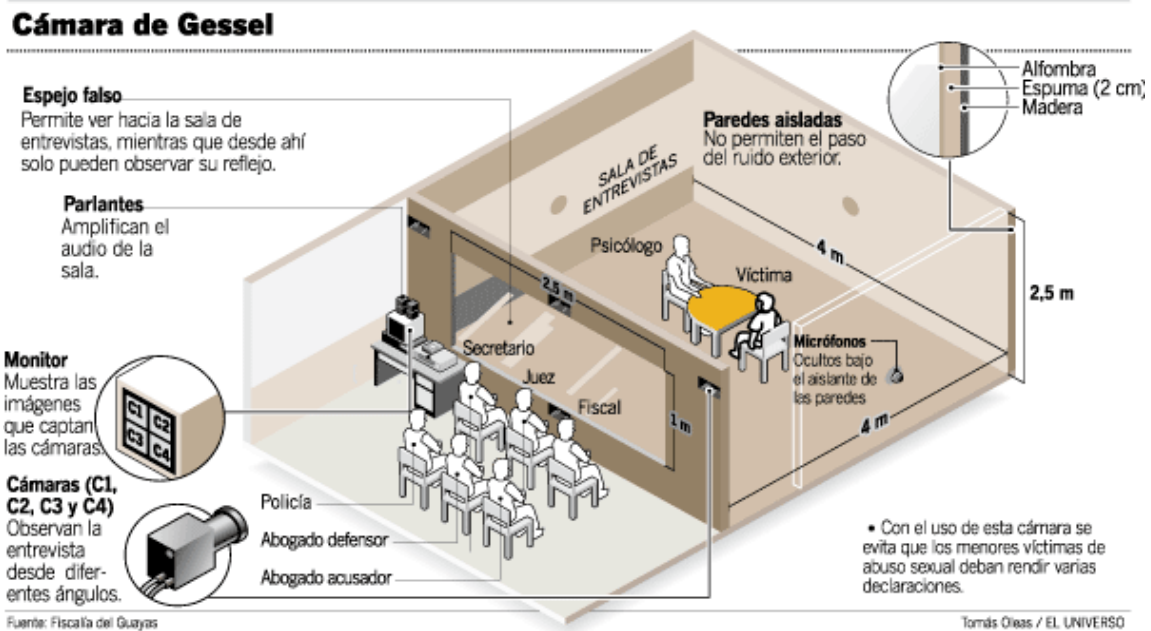 Cámara de Gessel
Espejo falso
Permite ver hacia la sala de
entrevistas, mientras que desde ahí
solo pueden observar su reflejo.
Parlantes
Amplifican el
audio de la
sala.
Monitor
Muestra las
imágenes
que captan
las cámaras.
C1 C2
C3 C4
Cámaras (C1,
C2, C3 y C4)
Observan la
entrevista
desde difer-
entes ángulos.
Policía
Abogado defensor
Abogado acusador
Secretario
Juez
Fiscal
2,5 m
1 m
SALA DE
ENTREVISTAS
Psicólogo
Víctima
Paredes aisladas
No permiten el paso
del ruido exterior.
Alfombra
Espuma (2 cm)
Madera
4 m
2,5 m
Micrófonos
Ocultos bajo
el aislante de
las paredes
4 m
• Con el uso de esta cámara se
evita que los menores víctimas de
abuso sexual deban rendir varias
declaraciones.
Fuente: Fiscalía del Guayas
Tomás Oleas / EL UNIVERSO